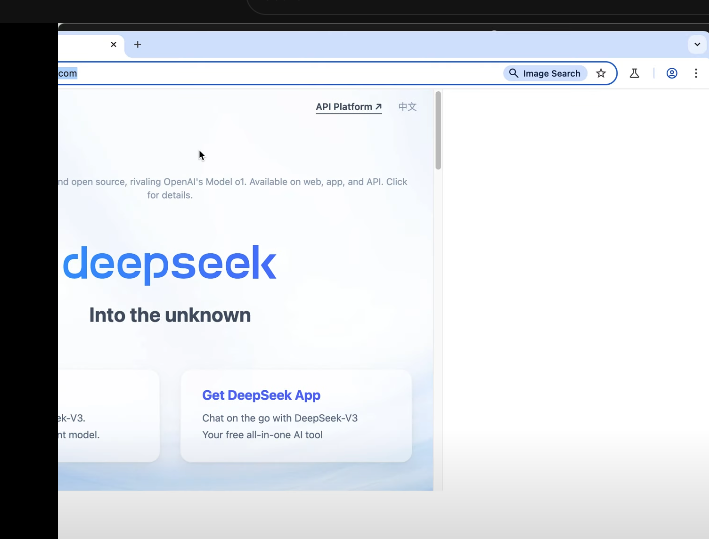 com
Image Search
API Platform ↗ 中文
nd open source, rivaling OpenAI's Model o1. Available on web, app, and API. Click
for details.
deepseek
Into the unknown
ek-V3.
nt model.
Get DeepSeek App
Chat on the go with DeepSeek-V3
Your free all-in-one AI tool